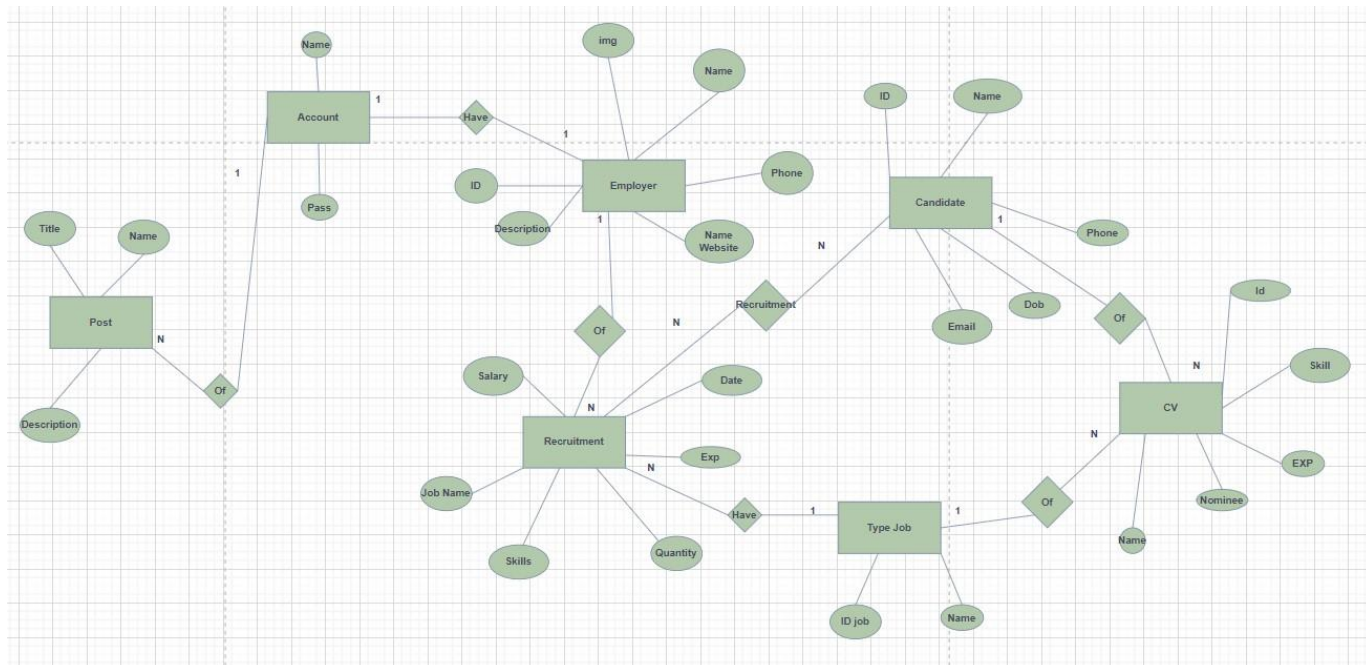 img
Name
Name
ID
Name
1
Account
Have
1
Phone
ID
Employer
Candidate
Pass
1
Title
Name
Description
1
Name
Website
1
Phone
N
Id
Recruitment
Dob
Of
Post
N
Email
Of
N
Skill
N
Salary
Date
Of
CV
Description
N
N
Recruitment
Exp
N
EXP
Job Name
Nominee
Of
Have
1
1
Type Job
Name
Skills
Quantity
ID job
Name